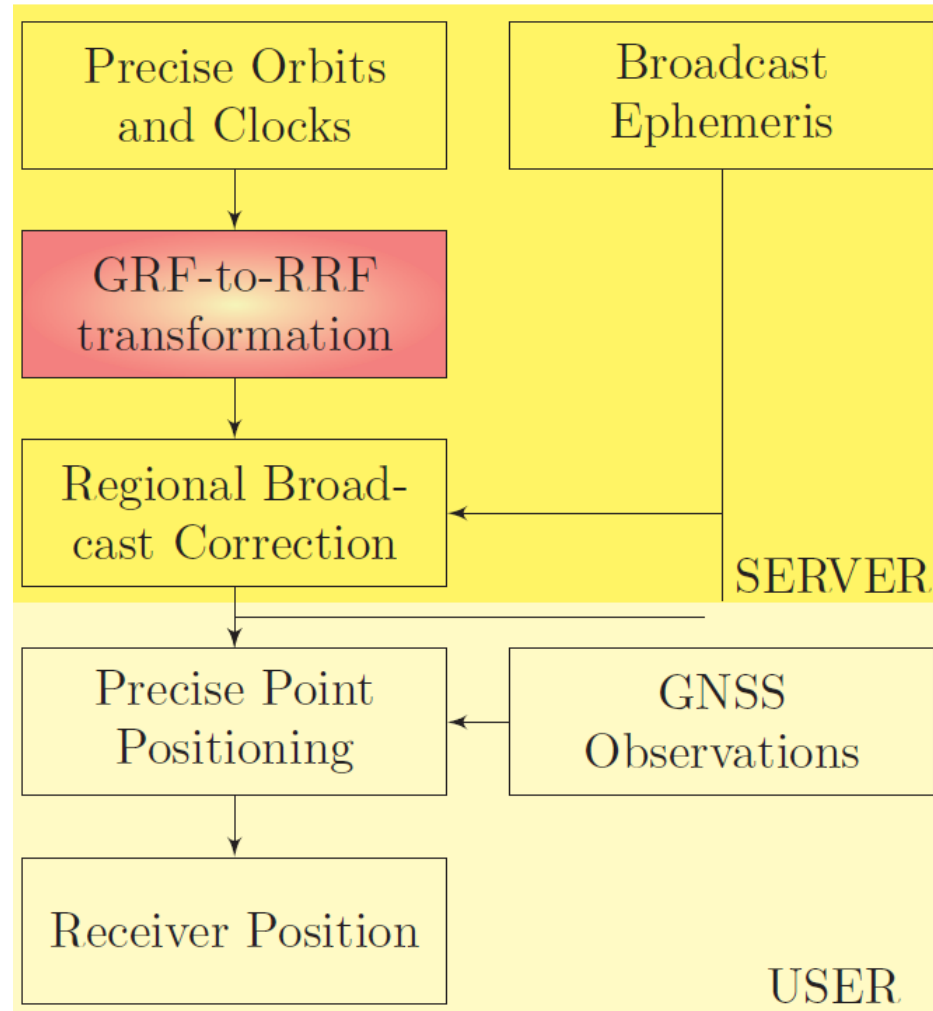 Precise Orbits
and Clocks
Broadcast
Ephemeris
GRF-to-RRF
transformation
Regional Broad-
cast Correction
SERVER
Precise Point
Positioning
GNSS
Observations
Receiver Position
USER